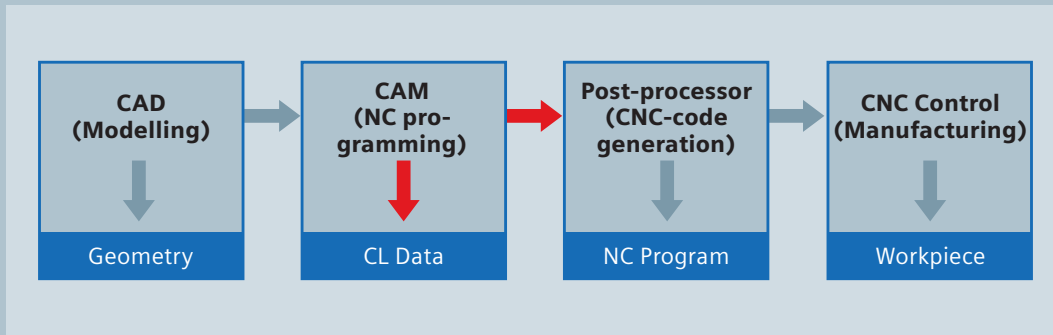 CAD
(Modelling)
Geometry
CAM
(NC pro-
gramming)
CL Data
Post-processor
(CNC-code
generation)
NC Program
CNC Control
(Manufacturing)
Workpiece